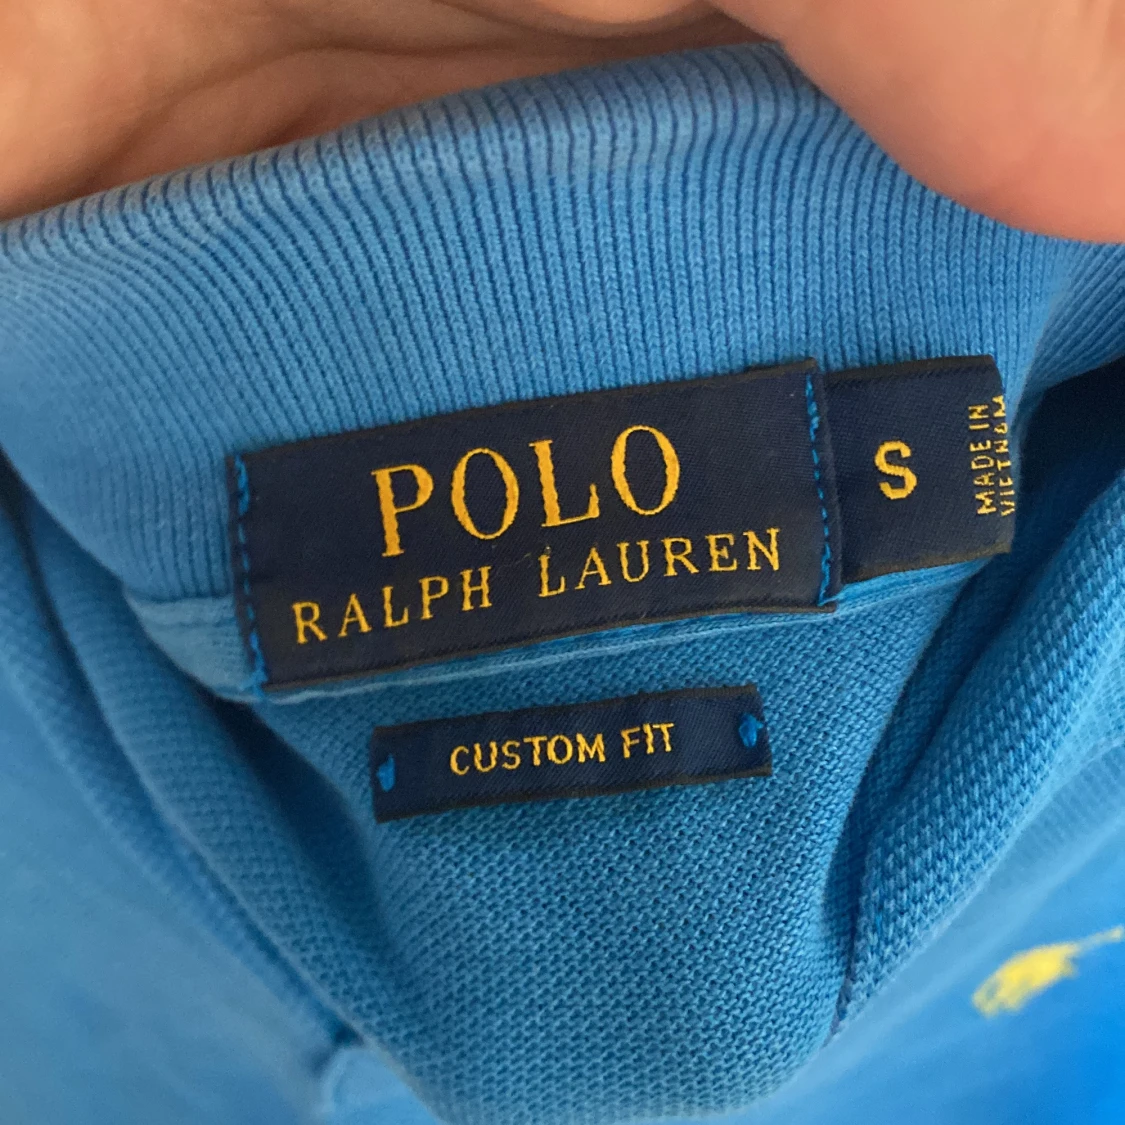 POLO
RALPH LAUREN
S
MADE IN
VIETNAM
CUSTOM FIT